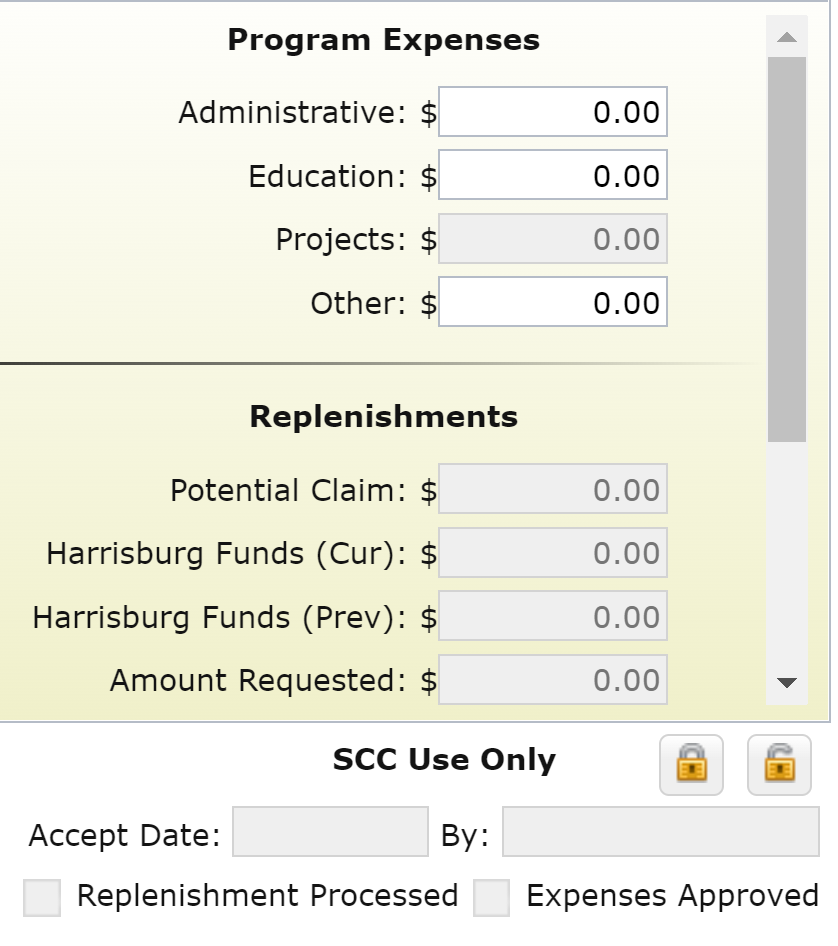 Program Expenses
Administrative: $ 0.00
Education: $ 0.00
Projects: $ 0.00
Other: $ 0.00
Replenishments
Potential Claim: $ 0.00
Harrisburg Funds (Cur): $ 0.00
Harrisburg Funds (Prev): $ 0.00
Amount Requested: $ 0.00
SCC Use Only
Accept Date: By:
Replenishment Processed Expenses Approved